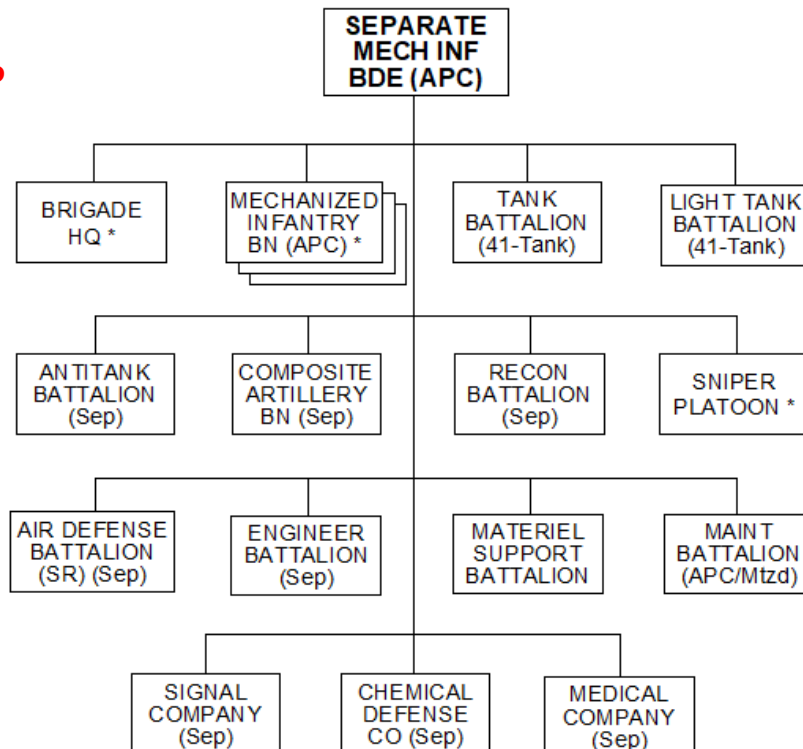 SEPARATE
MECH INF
BDE (APC)
BRIGADE
HQ *
MECHANIZED
INFANTRY
BN (APC) *
TANK
BATTALION
(41-Tank)
LIGHT TANK
BATTALION
(41-Tank)
ANTITANK
BATTALION
(Sep)
COMPOSITE
ARTILLERY
BN (Sep)
RECON
BATTALION
(Sep)
SNIPER
PLATOON *
AIR DEFENSE
BATTALION
(SR) (Sep)
ENGINEER
BATTALION
(Sep)
MATERIEL
SUPPORT
BATTALION
MAINT
BATTALION
(APC/Mtzd)
SIGNAL
COMPANY
(Sep)
CHEMICAL
DEFENSE
CO (Sep)
MEDICAL
COMPANY
(Sep)